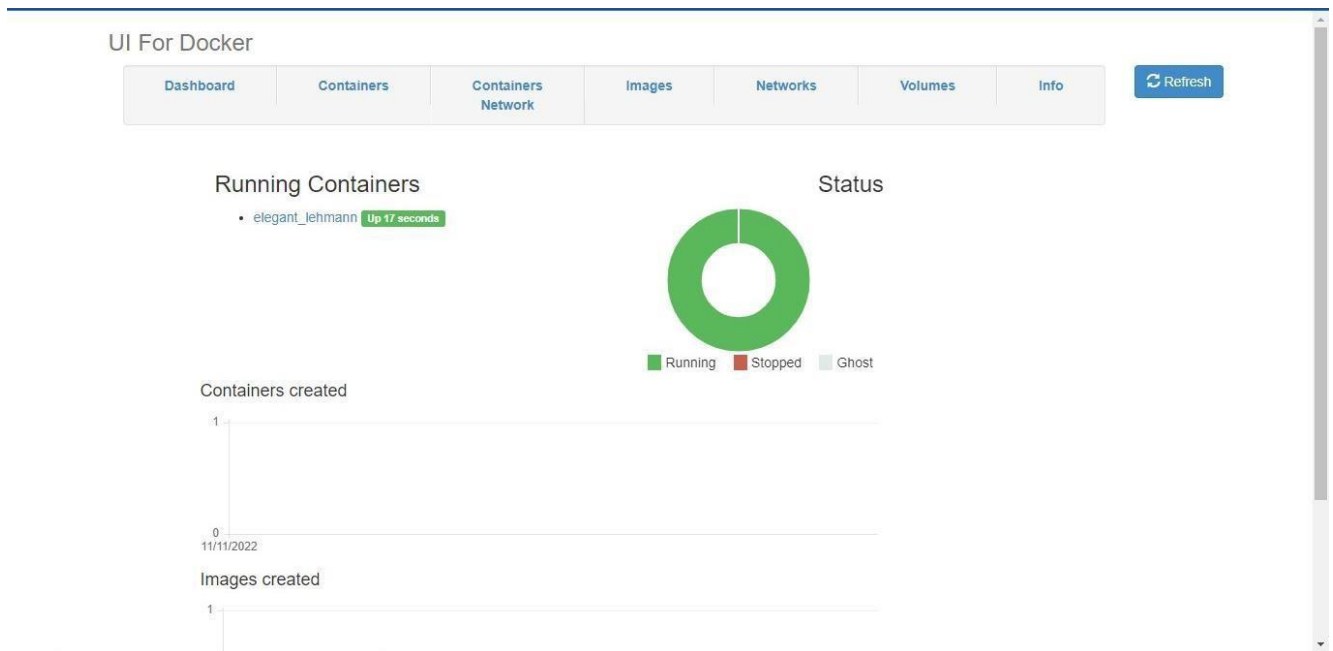 UI For Docker
Dashboard
Containers
Containers
Network
Images
Networks
Volumes
Info
Refresh
Running Containers
elegant_lehmann Up 17 seconds
Status
Running Stopped Ghost
Containers created
1
0
11/11/2022
Images created
1